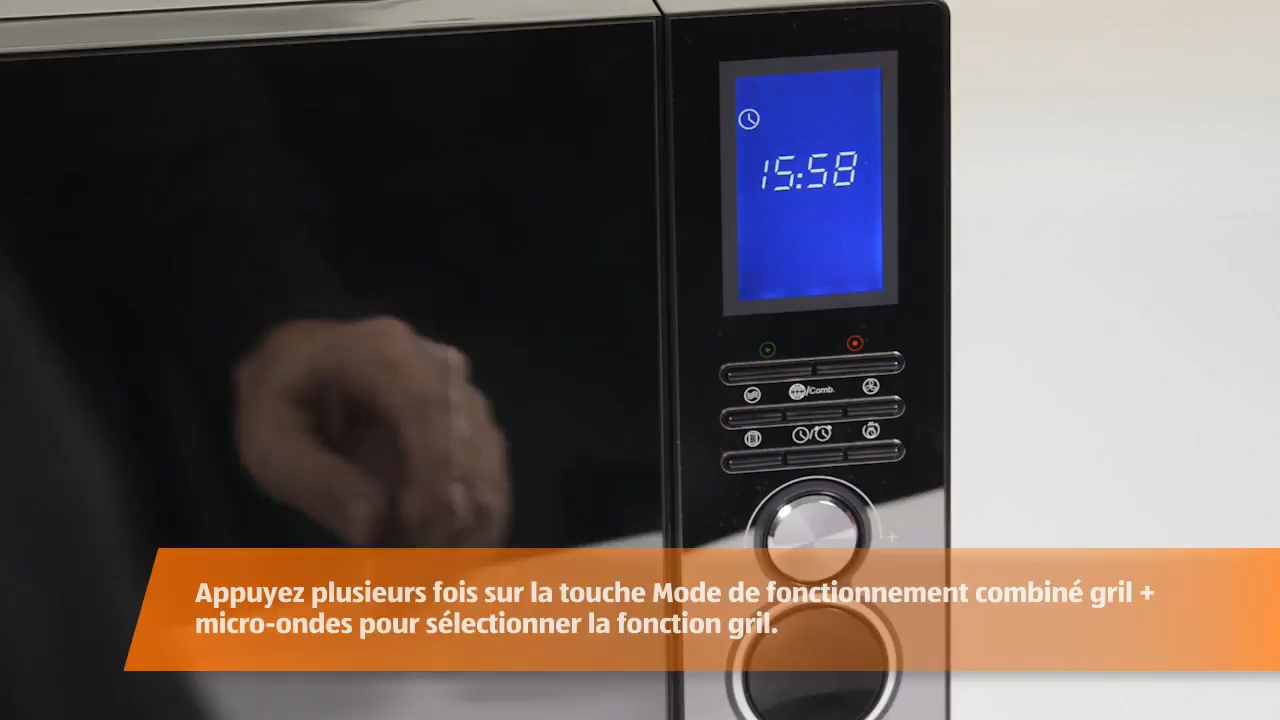 15:58
/Comb.
/
+
Appuyez plusieurs fois sur la touche Mode de fonctionnement combiné gril +
micro-ondes pour sélectionner la fonction gril.